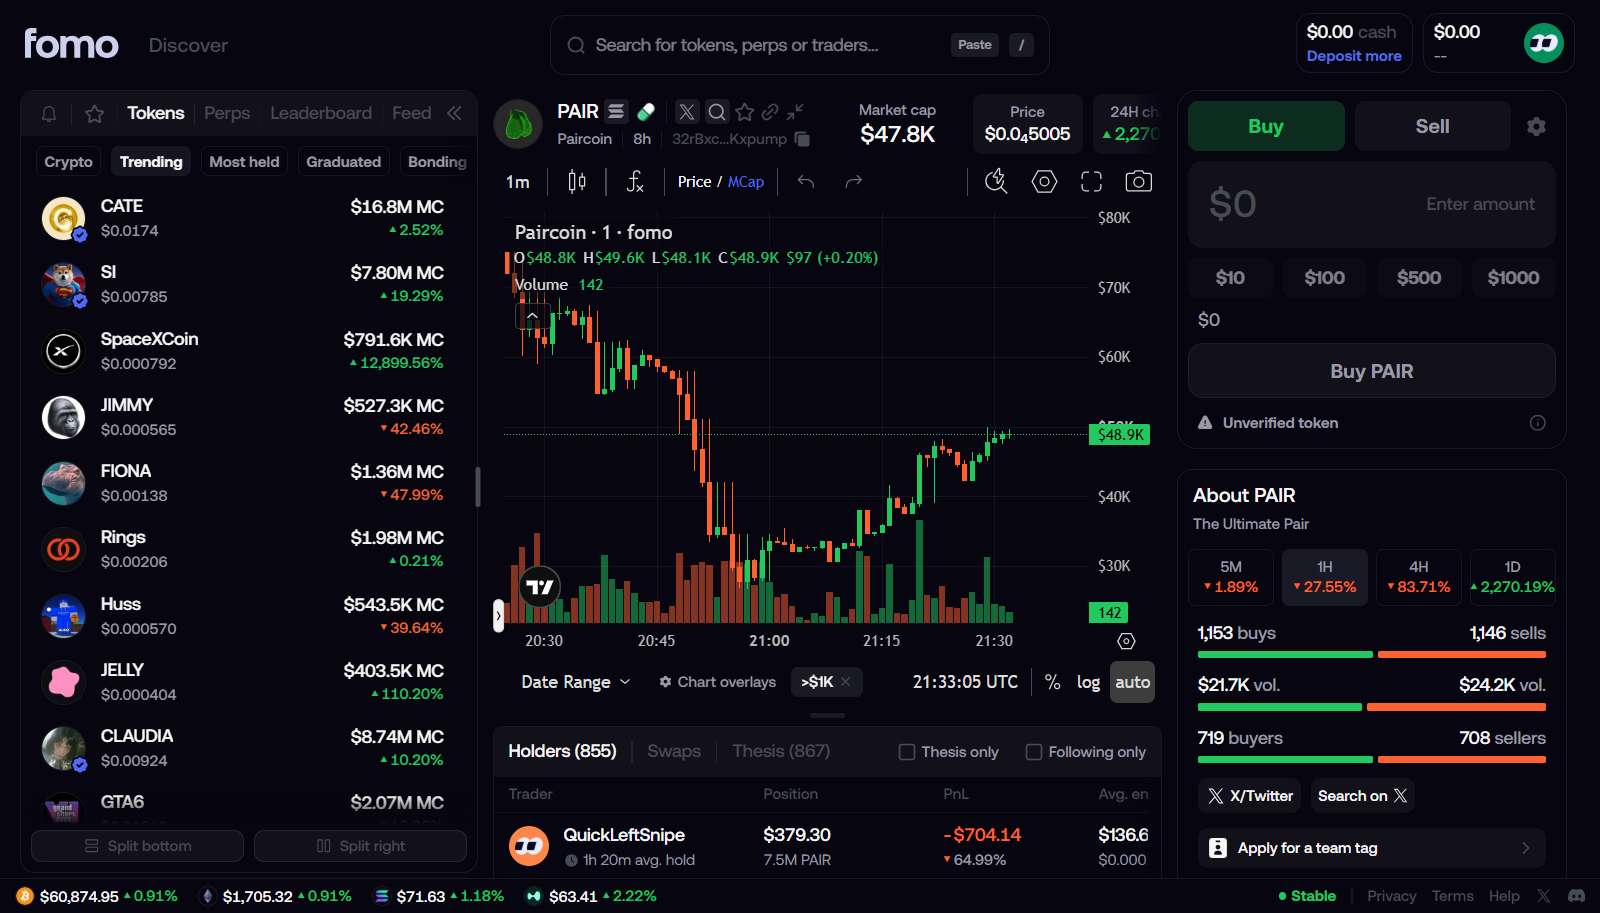 fomo Discover
Search for tokens, perps or traders... Paste /
$0.00 cash
Deposit more
$0.00
--
Tokens Perps Leaderboard Feed
Crypto Trending Most held Graduated Bonding
CATE $16.8M MC
$0.0174 2.52%
SI $7.80M MC
$0.00785 19.29%
SpaceXCoin $791.6K MC
$0.000792 12,899.56%
JIMMY $527.3K MC
$0.000565 42.46%
FIONA $1.36M MC
$0.00138 47.99%
Rings $1.98M MC
$0.00206 0.21%
Huss $543.5K MC
$0.000570 39.64%
JELLY $403.5K MC
$0.000404 110.20%
CLAUDIA $8.74M MC
$0.00924 10.20%
GTA6 $2.07M MC
Split bottom Split right
PAIR
Paircoin 8h 32rBxc...Kxpump
Market cap
$47.8K
Price
$0.0₄5005
24H ch
2,270
1m Price / MCap
Paircoin · 1 · fomo
O$48.8K H$49.6K L$48.1K C$48.9K $97 (+0.20%)
Volume 142
$80K
$70K
$60K
$48.9K
$40K
$30K
142
20:30 20:45 21:00 21:15 21:30
Date Range Chart overlays >$1K 21:33:05 UTC % log auto
Holders (855) Swaps Thesis (867) Thesis only Following only
Trader Position PnL Avg. en
QuickLeftSnipe $379.30 -$704.14 $136.6
1h 20m avg. hold 7.5M PAIR 64.99% $0.000
Buy Sell
$0 Enter amount
$10 $100 $500 $1000
$0
Buy PAIR
Unverified token
About PAIR
The Ultimate Pair
5M 1H 4H 1D
1.89% 27.55% 83.71% 2,270.19%
1,153 buys 1,146 sells
$21.7K vol. $24.2K vol.
719 buyers 708 sellers
X/Twitter Search on X
Apply for a team tag
$60,874.95 0.91% $1,705.32 0.91% $71.63 1.18% $63.41 2.22%
Stable Privacy Terms Help